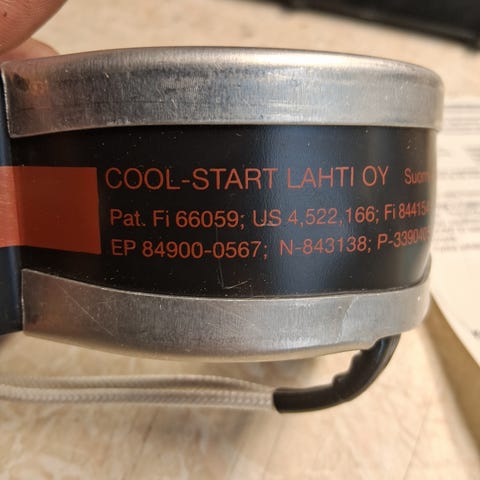 COOL-START LAHTI OY
Pat. Fi 66059; US 4,522,166; Fi
EP 84900-0567; N-843138;